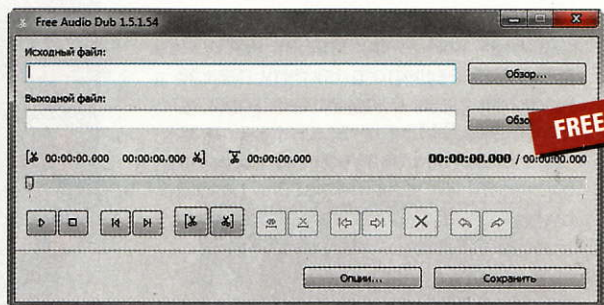 Free Audio Dub 1.5.1.54
Исходный файл:
Обзор...
Выходной файл:
FREE
00:00:00.000 00:00:00.000 00:00:00.000 00:00:00.000 / 00:00:00.000
Опции... Сохранить